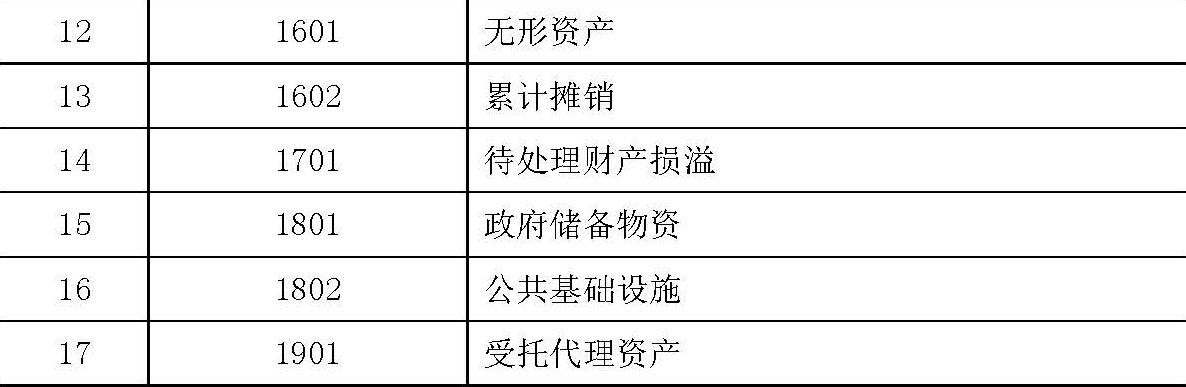 12 1601 无形资产
13 1602 累计摊销
14 1701 待处理财产损溢
15 1801 政府储备物资
16 1802 公共基础设施
17 1901 受托代理资产